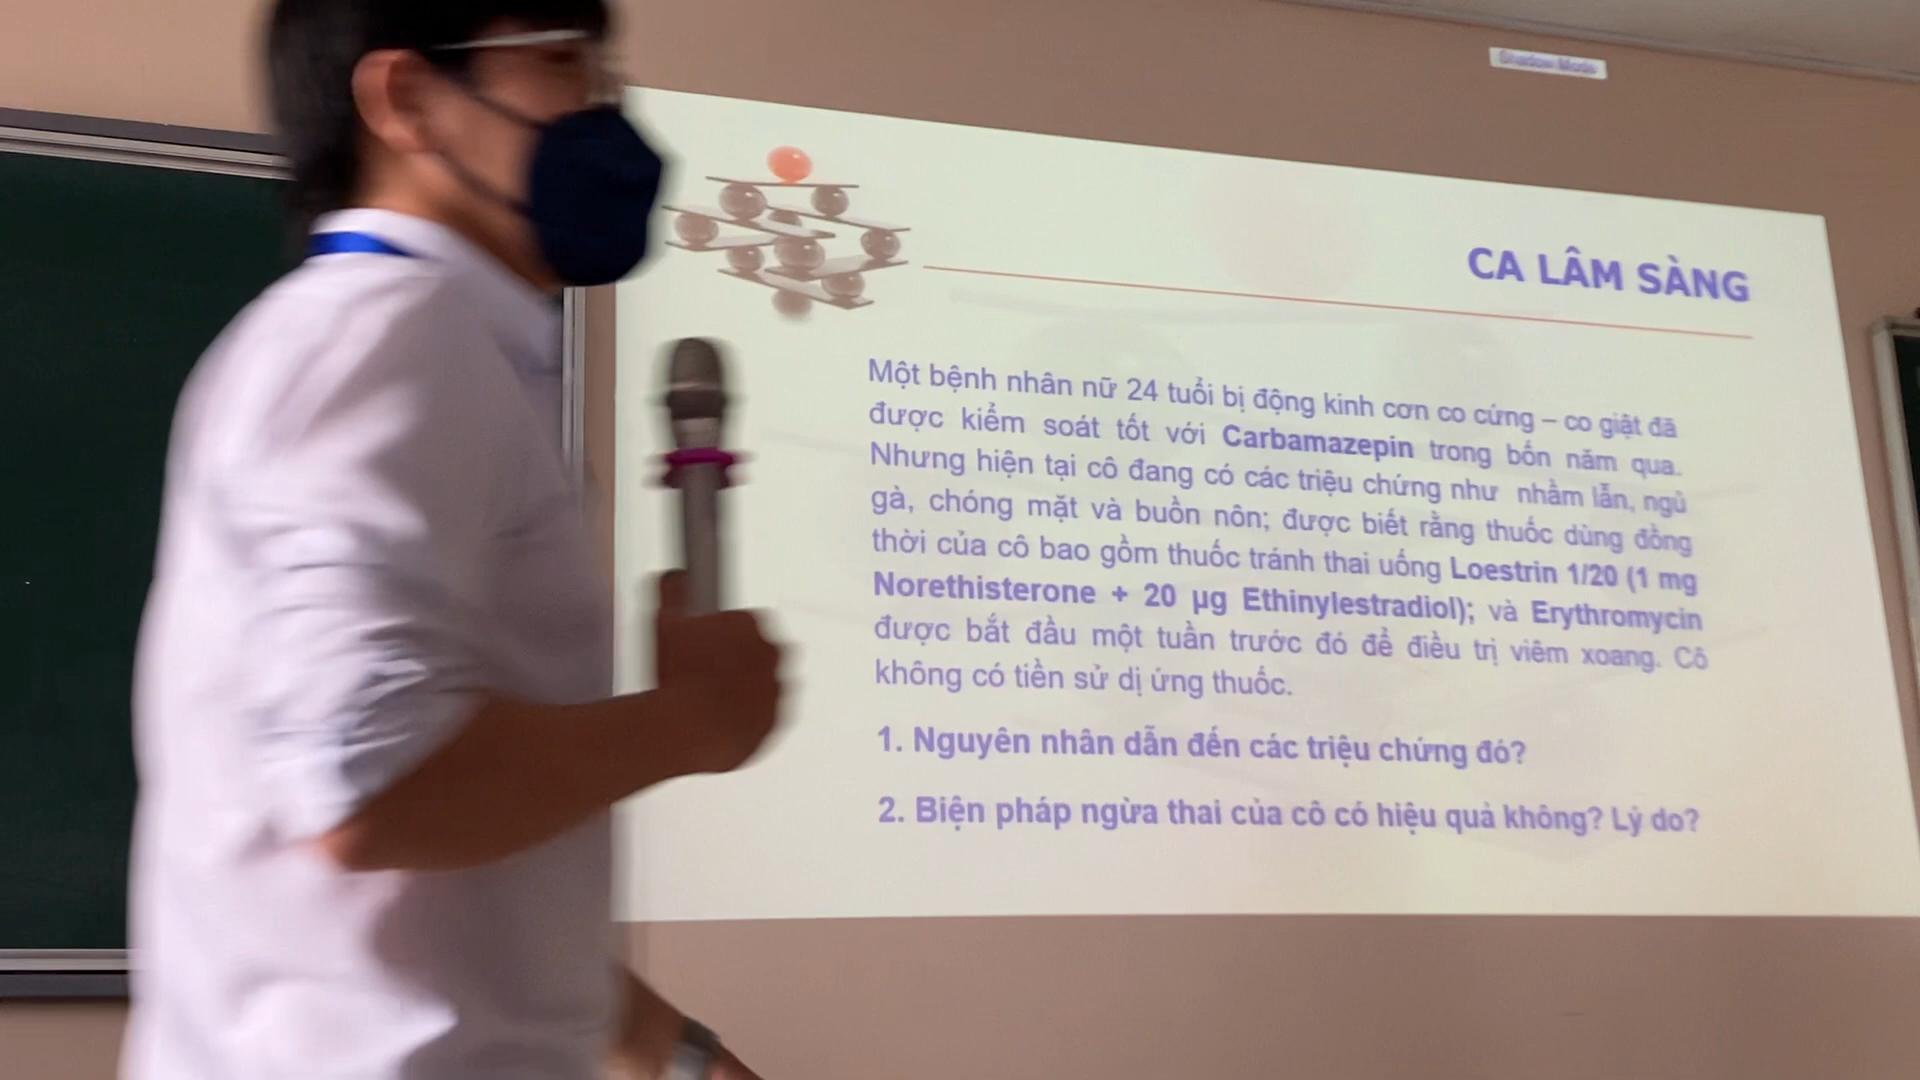 Shadow Mode
CA LÂM SÀNG
Một bệnh nhân nữ 24 tuổi bị động kinh cơn co cứng – co giật đã
được kiểm soát tốt với Carbamazepin trong bốn năm qua.
Nhưng hiện tại cô đang có các triệu chứng như nhầm lẫn, ngủ
gà, chóng mặt và buồn nôn; được biết rằng thuốc dùng đồng
thời của cô bao gồm thuốc tránh thai uống Loestrin 1/20 (1 mg
Norethisterone + 20 µg Ethinylestradiol); và Erythromycin
được bắt đầu một tuần trước đó để điều trị viêm xoang. Cô
không có tiền sử dị ứng thuốc.
1. Nguyên nhân dẫn đến các triệu chứng đó?
2. Biện pháp ngừa thai của cô có hiệu quả không? Lý do?